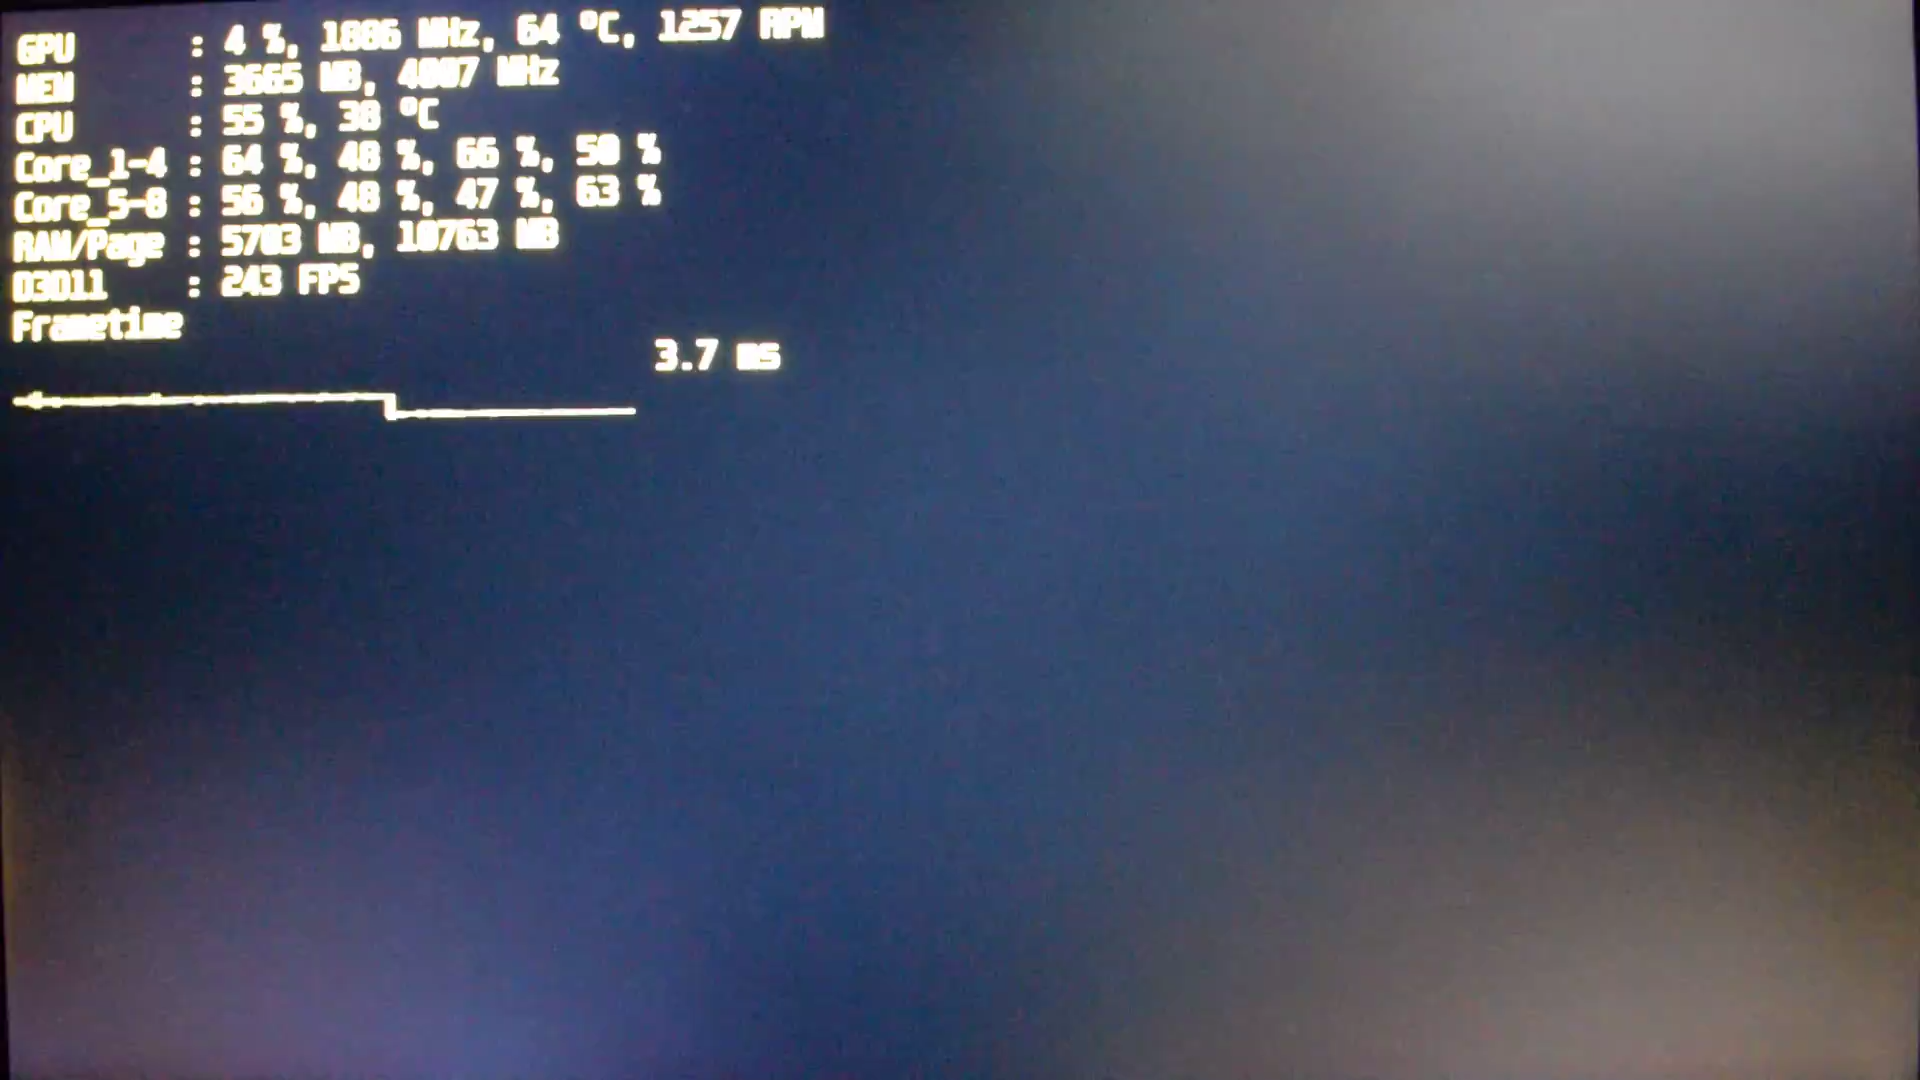 GPU : 4 %, 1886 MHz, 64 ºC, 1257 RPM
MEM : 3665 MB, 4007 MHz
CPU : 55 %, 38 ºC
Core_1-4 : 64 %, 48 %, 66 %, 50 %
Core_5-8 : 56 %, 48 %, 47 %, 63 %
RAM/Page : 5703 MB, 10763 MB
D3D11 : 243 FPS
Frametime
3.7 ms